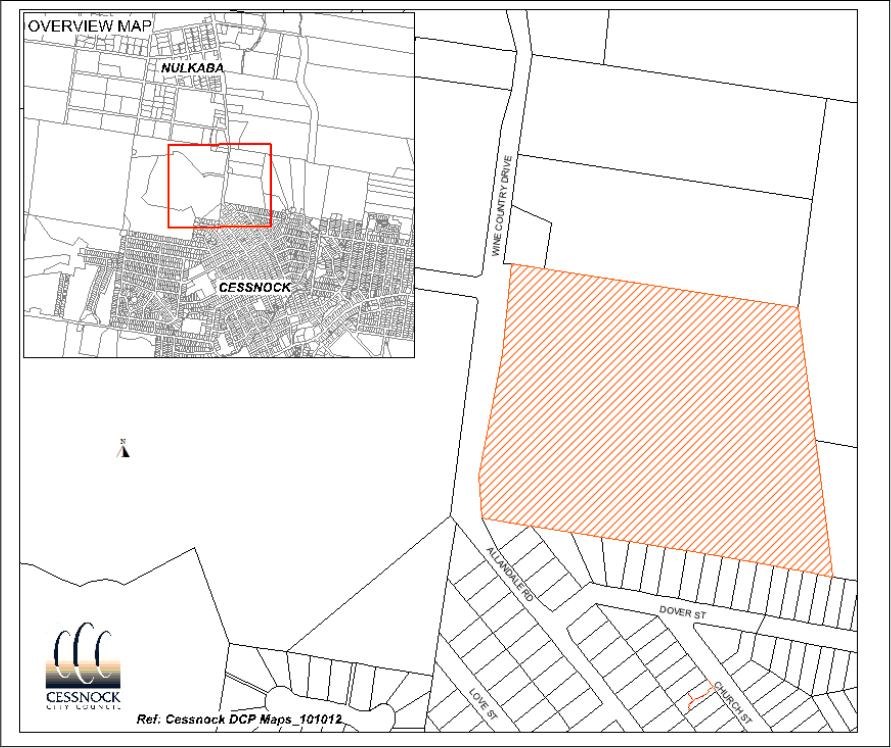 OVERVIEW MAP
NULKABA
CESSNOCK
WINE COUNTRY DRIVE
N
ALLANDALE RD
DOVER ST
CHURCH ST
LOVE ST
CESSNOCK
CITY COUNCIL
Ref: Cessnock DCP Maps_101012